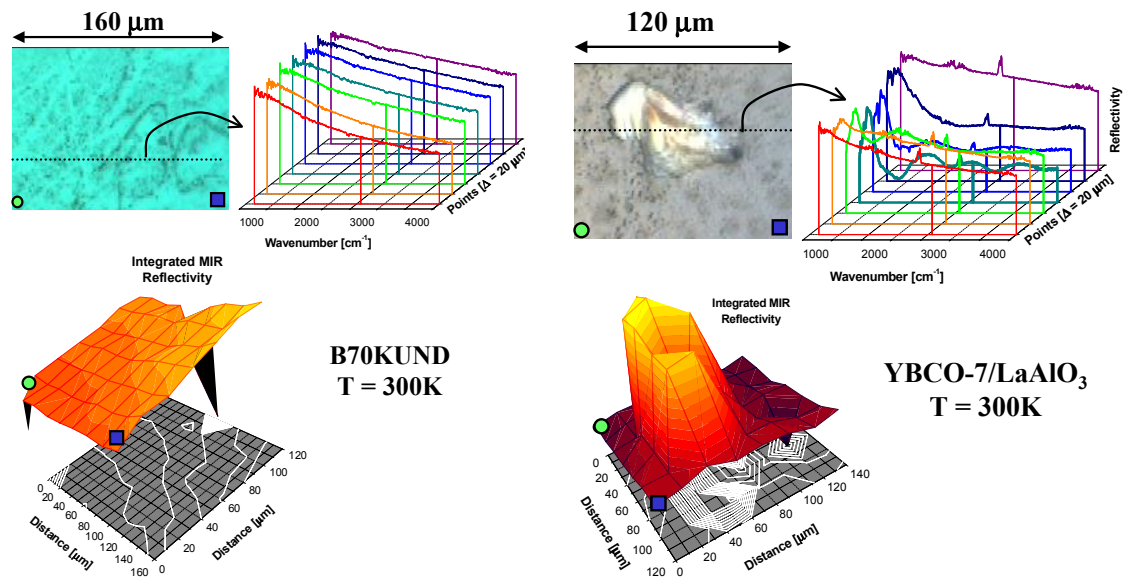 160 μm
1000
2000
3000
4000
Wavenumber [cm-1]
Points [Δ = 20 μm]
Integrated MIR
Reflectivity
B70KUND
T = 300K
0
20
40
60
80
100
120
140
160
Distance [μm]
0
20
40
60
80
100
120
Distance [μm]
120 μm
Reflectivity
1000
2000
3000
4000
Wavenumber [cm-1]
Points [Δ = 20 μm]
Integrated MIR
Reflectivity
YBCO-7/LaAlO3
T = 300K
0
20
40
60
80
100
120
Distance [μm]
0
20
40
60
80
100
120
140
Distance [μm]